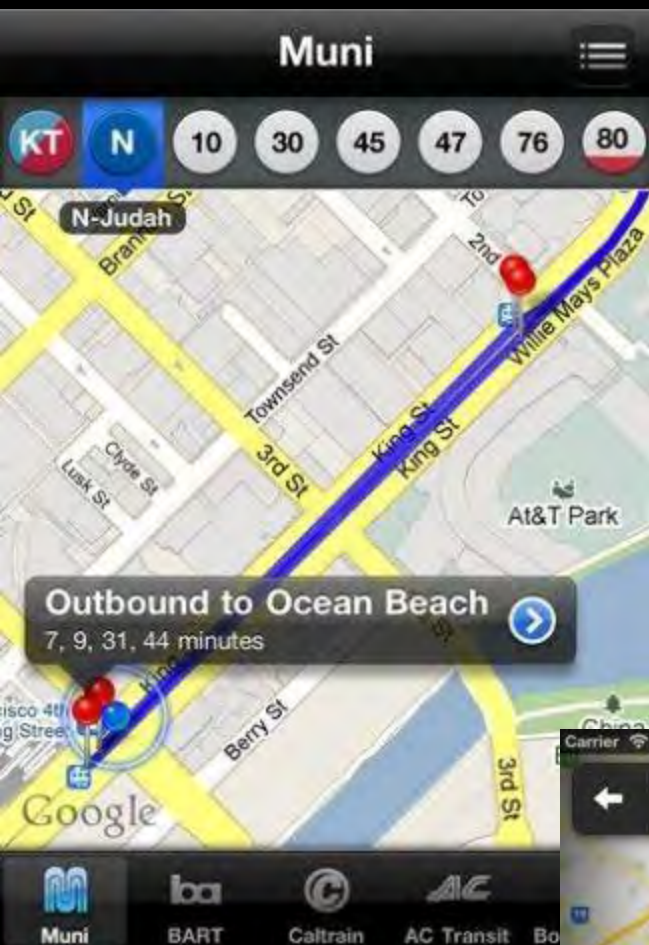 Muni
KT N 10 30 45 47 76 80
N-Judah
2nd
Willie Mays Plaza
Townsend St
King St
King St
3rd St
Clyde St
Lusk St
At&T Park
Outbound to Ocean Beach
7, 9, 31, 44 minutes
Berry St
3rd St
Google
Carrier
Muni BART Caltrain AC Transit